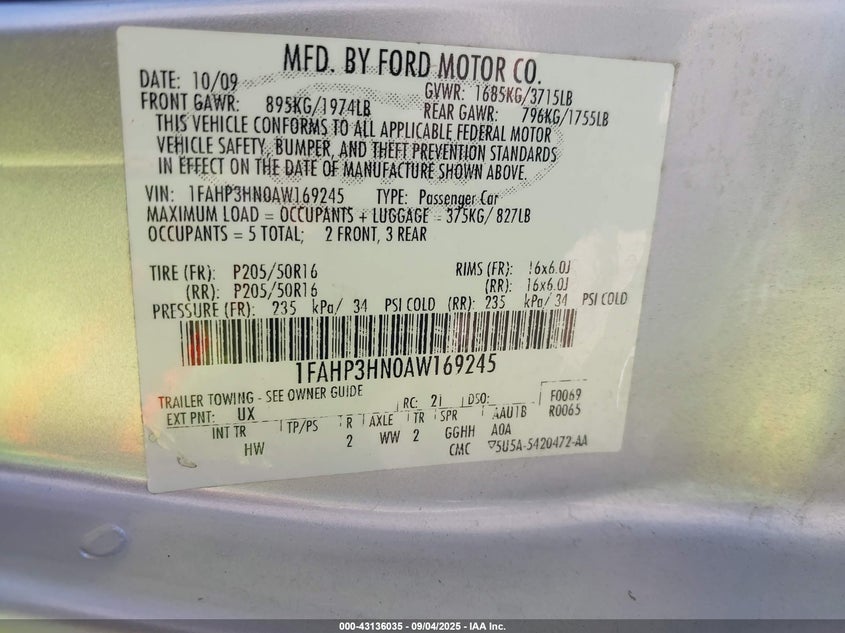 MFD. BY FORD MOTOR CO.
DATE: 10/09 GVWR: 1685KG/3715LB
FRONT GAWR: 895KG/1974LB REAR GAWR: 796KG/1755LB
THIS VEHICLE CONFORMS TO ALL APPLICABLE FEDERAL MOTOR
VEHICLE SAFETY, BUMPER, AND THEFT PREVENTION STANDARDS
IN EFFECT ON THE DATE OF MANUFACTURE SHOWN ABOVE.
VIN: 1FAHP3HN0AW169245 TYPE: Passenger Car
MAXIMUM LOAD = OCCUPANTS + LUGGAGE = 375KG/ 827LB
OCCUPANTS = 5 TOTAL; 2 FRONT, 3 REAR
TIRE (FR): P205/50R16 RIMS (FR): 16x6.0J
(RR): P205/50R16 (RR): 16x6.0J
PRESSURE (FR): 235 kPa/ 34 PSI COLD (RR): 235 kPa/ 34 PSI COLD
1FAHP3HN0AW169245
TRAILER TOWING - SEE OWNER GUIDE
EXT PNT: UX RC: 21 DSO: F0069
INT TR TP/PS R AXLE TR SPR AAU1B R0065
HW 2 WW 2 GGHH A0A
CMC 5U5A-5420472-AA
000-43136035 - 09/04/2025 - IAA Inc.